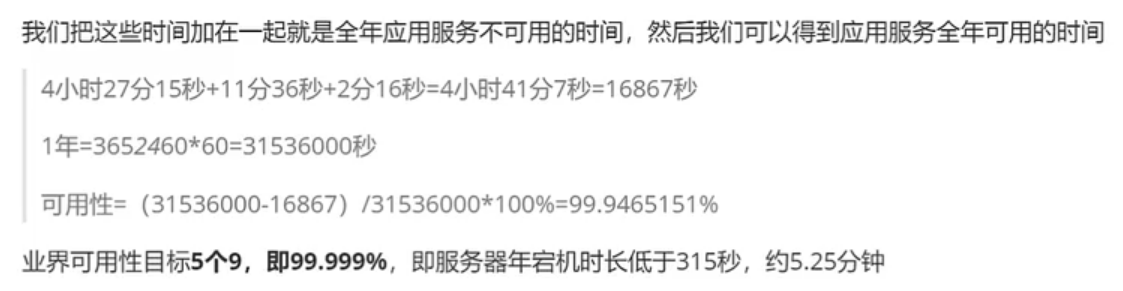 我们把这些时间加在一起就是全年应用服务不可用的时间，然后我们可以得到应用服务全年可用的时间
4小时27分15秒+11分36秒+2分16秒=4小时41分7秒=16867秒
1年=3652460*60=31536000秒
可用性=（31536000-16867）/31536000*100%=99.9465151%
业界可用性目标5个9，即99.999%，即服务器年宕机时长低于315秒，约5.25分钟